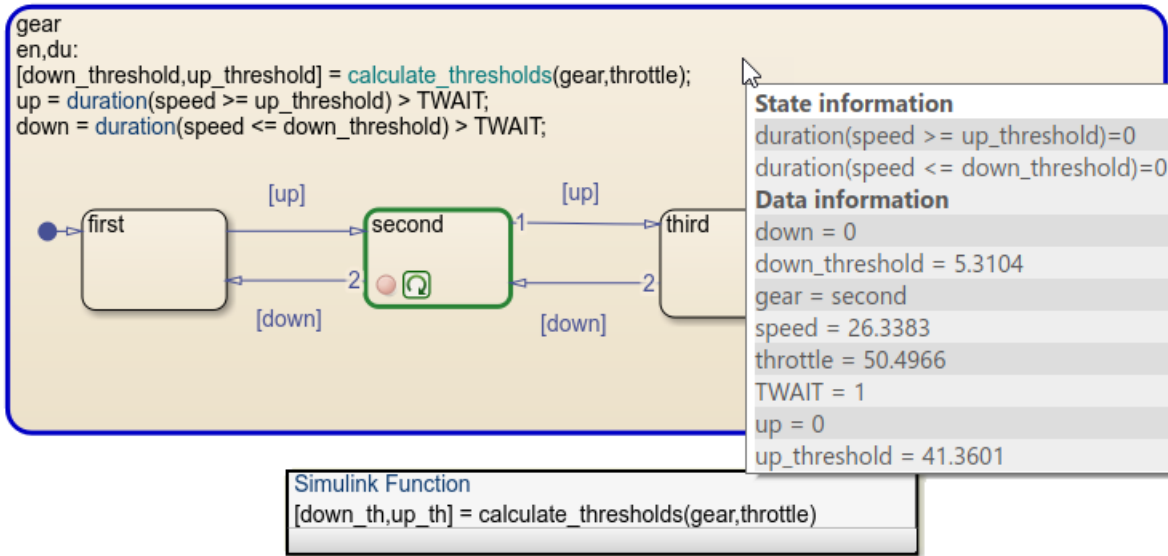 gear
en,du:
[down_threshold,up_threshold] = calculate_thresholds(gear,throttle);
up = duration(speed >= up_threshold) > TWAIT;
down = duration(speed <= down_threshold) > TWAIT;
[up]
[up]
first
second
1
third
2
2
[down]
[down]
State information
duration(speed >= up_threshold)=0
duration(speed <= down_threshold)=0
Data information
down = 0
down_threshold = 5.3104
gear = second
speed = 26.3383
throttle = 50.4966
TWAIT = 1
up = 0
up_threshold = 41.3601
Simulink Function
[down_th,up_th] = calculate_thresholds(gear,throttle)